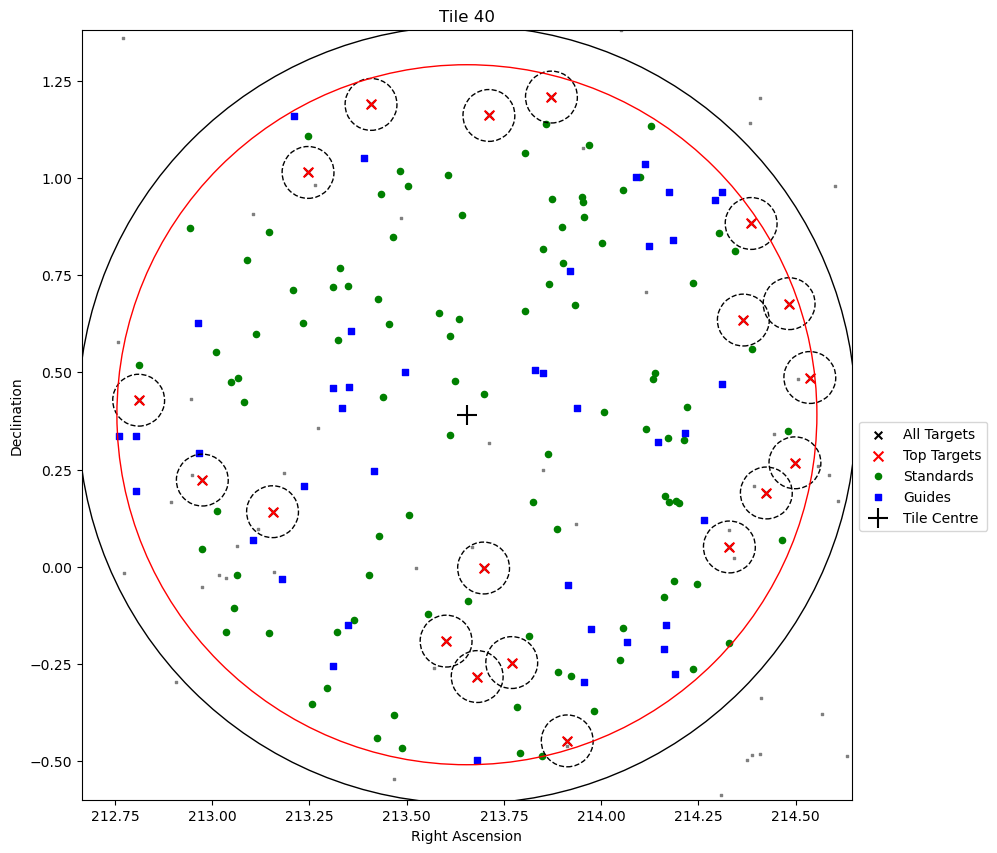 Tile 40
1.25
1.00
0.75
0.50
0.25
0.00
−0.25
−0.50
Declination
212.75
213.00
213.25
213.50
213.75
214.00
214.25
214.50
Right Ascension
All Targets
Top Targets
Standards
Guides
Tile Centre